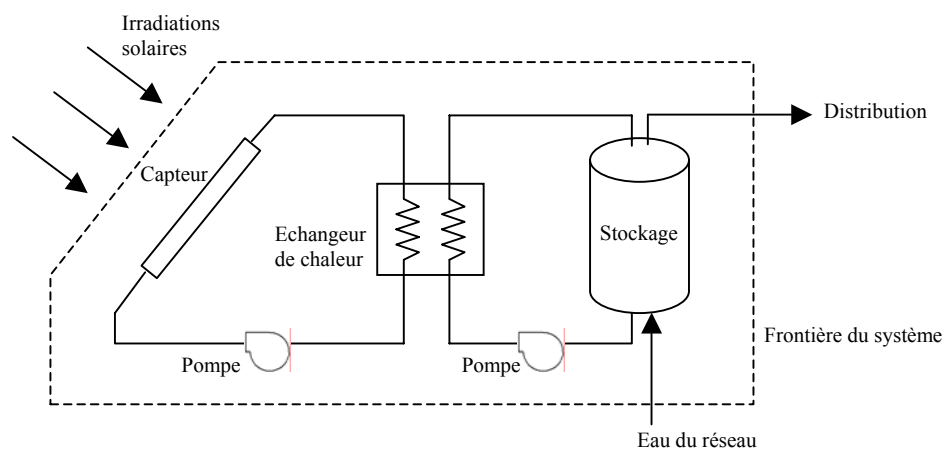 Irradiations
solaires
Distribution
Capteur
Echangeur
de chaleur
Stockage
Frontière du système
Pompe
Pompe
Eau du réseau